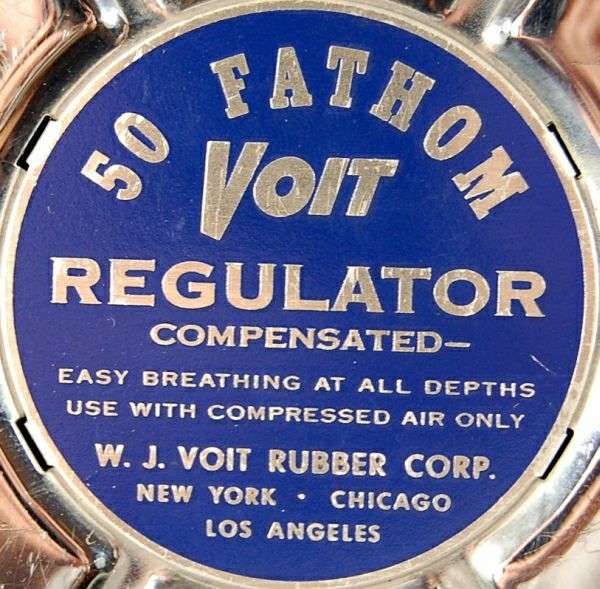 50 FATHOM
VOIT
REGULATOR
COMPENSATED–
EASY BREATHING AT ALL DEPTHS
USE WITH COMPRESSED AIR ONLY
W. J. VOIT RUBBER CORP.
NEW YORK • CHICAGO
LOS ANGELES